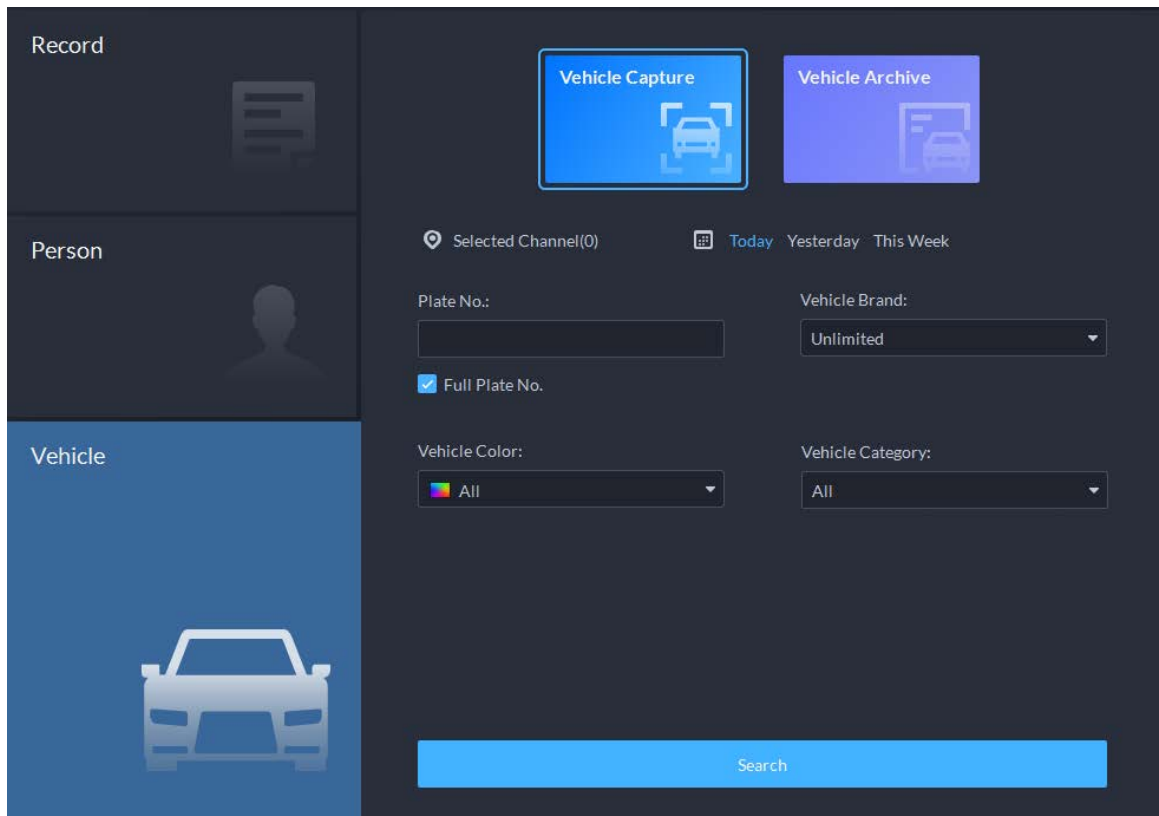 Record
Person
Vehicle
Vehicle Capture
Vehicle Archive
Selected Channel(0)
Today Yesterday This Week
Plate No.:
Vehicle Brand:
Unlimited
Full Plate No.
Vehicle Color:
Vehicle Category:
All
All
Search